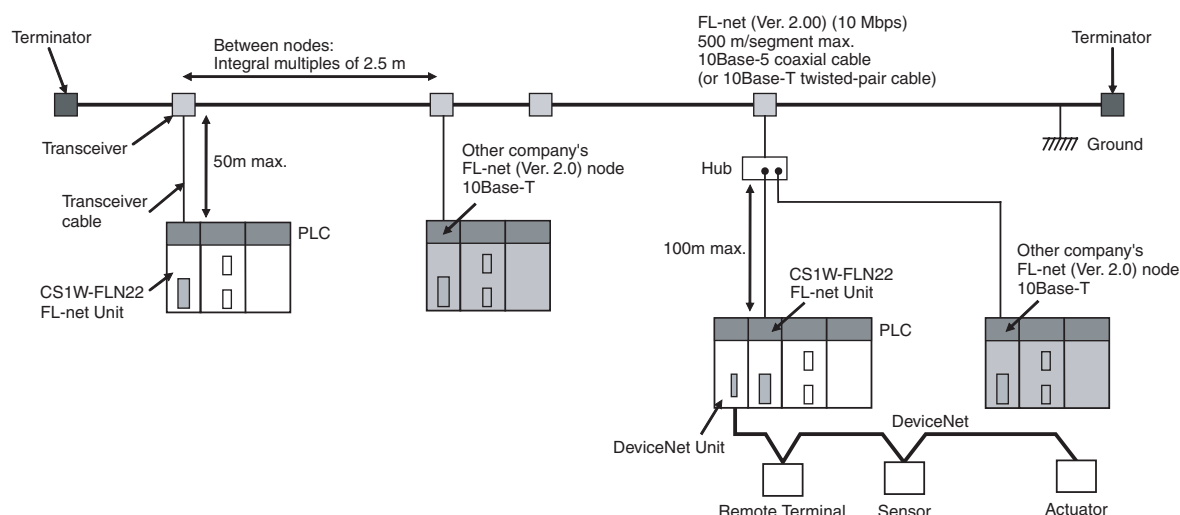 Terminator
Between nodes:
Integral multiples of 2.5 m
FL-net (Ver. 2.00) (10 Mbps)
500 m/segment max.
10Base-5 coaxial cable
(or 10Base-T twisted-pair cable)
Terminator
Transceiver
50m max.
Other company's
FL-net (Ver. 2.0) node
10Base-T
Hub
Ground
Transceiver
cable
PLC
100m max.
CS1W-FLN22
FL-net Unit
CS1W-FLN22
FL-net Unit
Other company's
FL-net (Ver. 2.0) node
10Base-T
PLC
DeviceNet Unit
DeviceNet
Remote Terminal
Sensor
Actuator